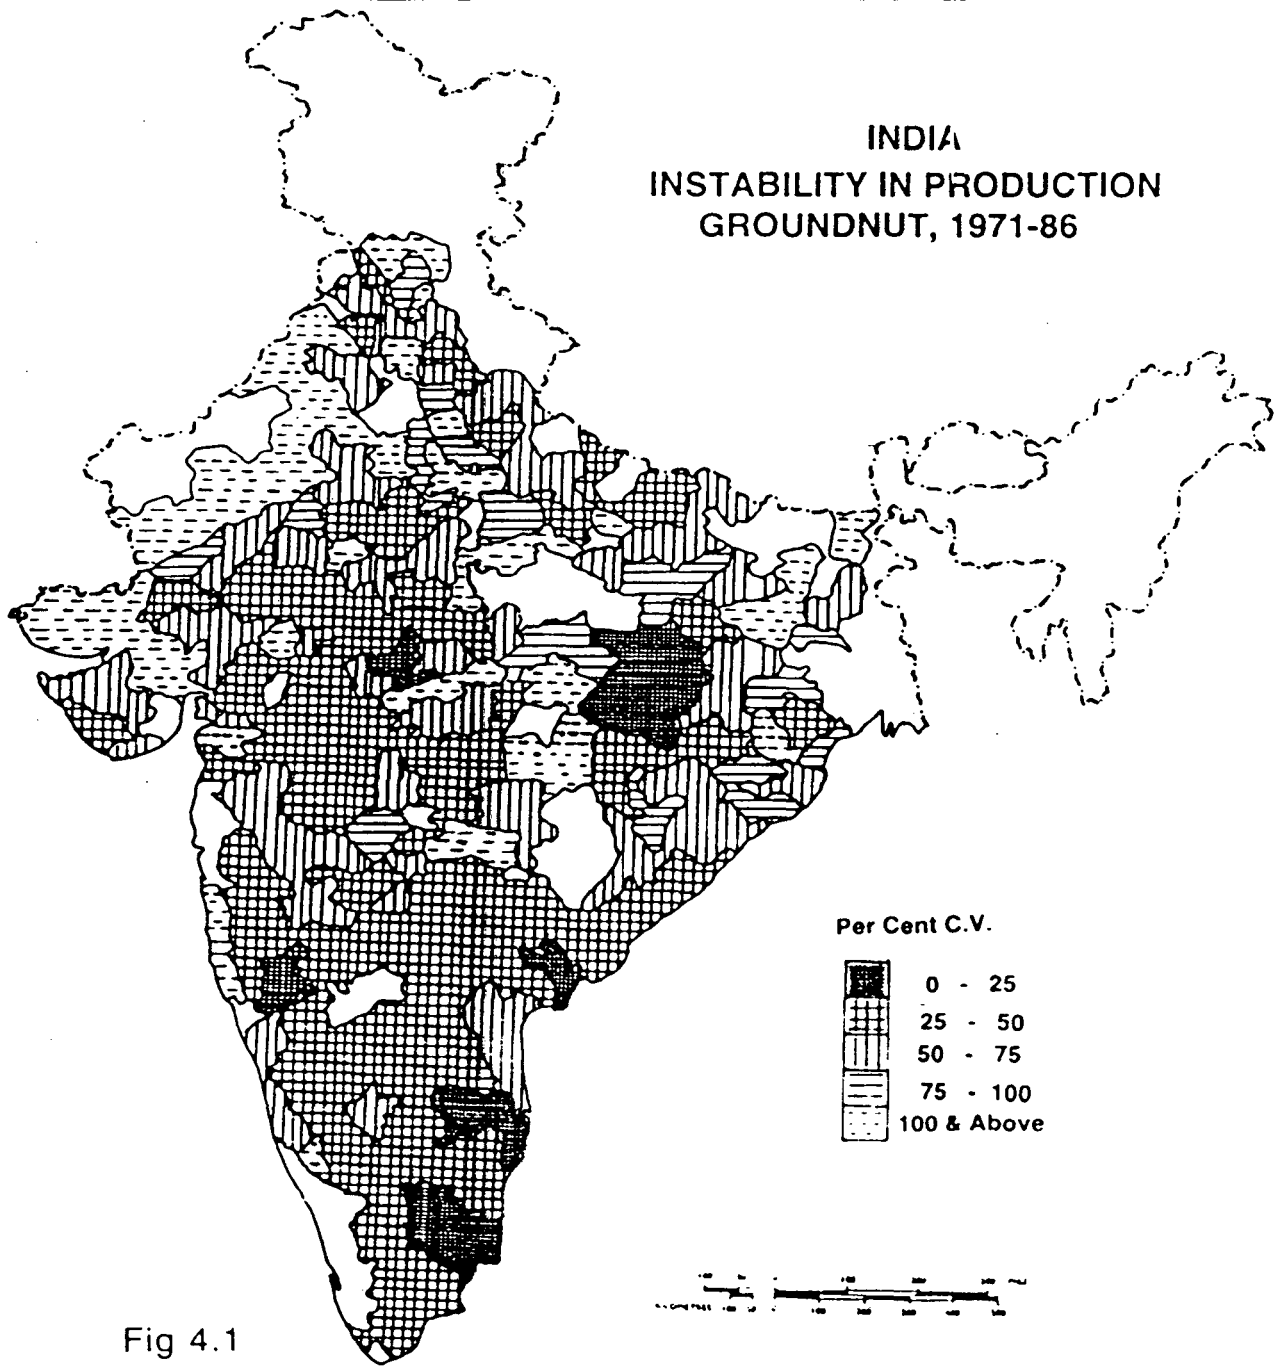 INDIA
INSTABILITY IN PRODUCTION
GROUNDNUT, 1971-86
Per Cent C.V.
0 - 25
25 - 50
50 - 75
75 - 100
100 & Above
Fig 4.1